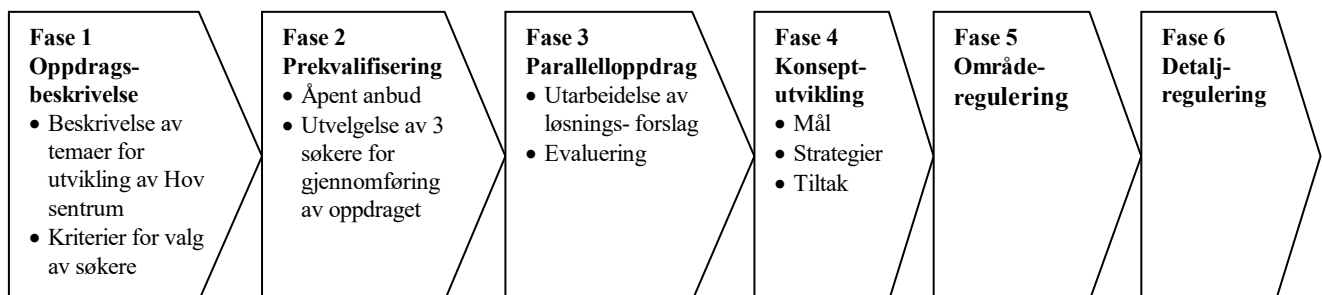 Fase 1
Oppdrags-
beskrivelse
• Beskrivelse av
temaer for
utvikling av Hov
sentrum
• Kriterier for valg
av søkere
Fase 2
Prekvalifisering
• Åpent anbud
• Utvelgelse av 3
søkere for
gjennomføring
av oppdraget
Fase 3
Parallelloppdrag
• Utarbeidelse av
løsnings- forslag
• Evaluering
Fase 4
Konsept-
utvikling
• Mål
• Strategier
• Tiltak
Fase 5
Område-
regulering
Fase 6
Detalj-
regulering